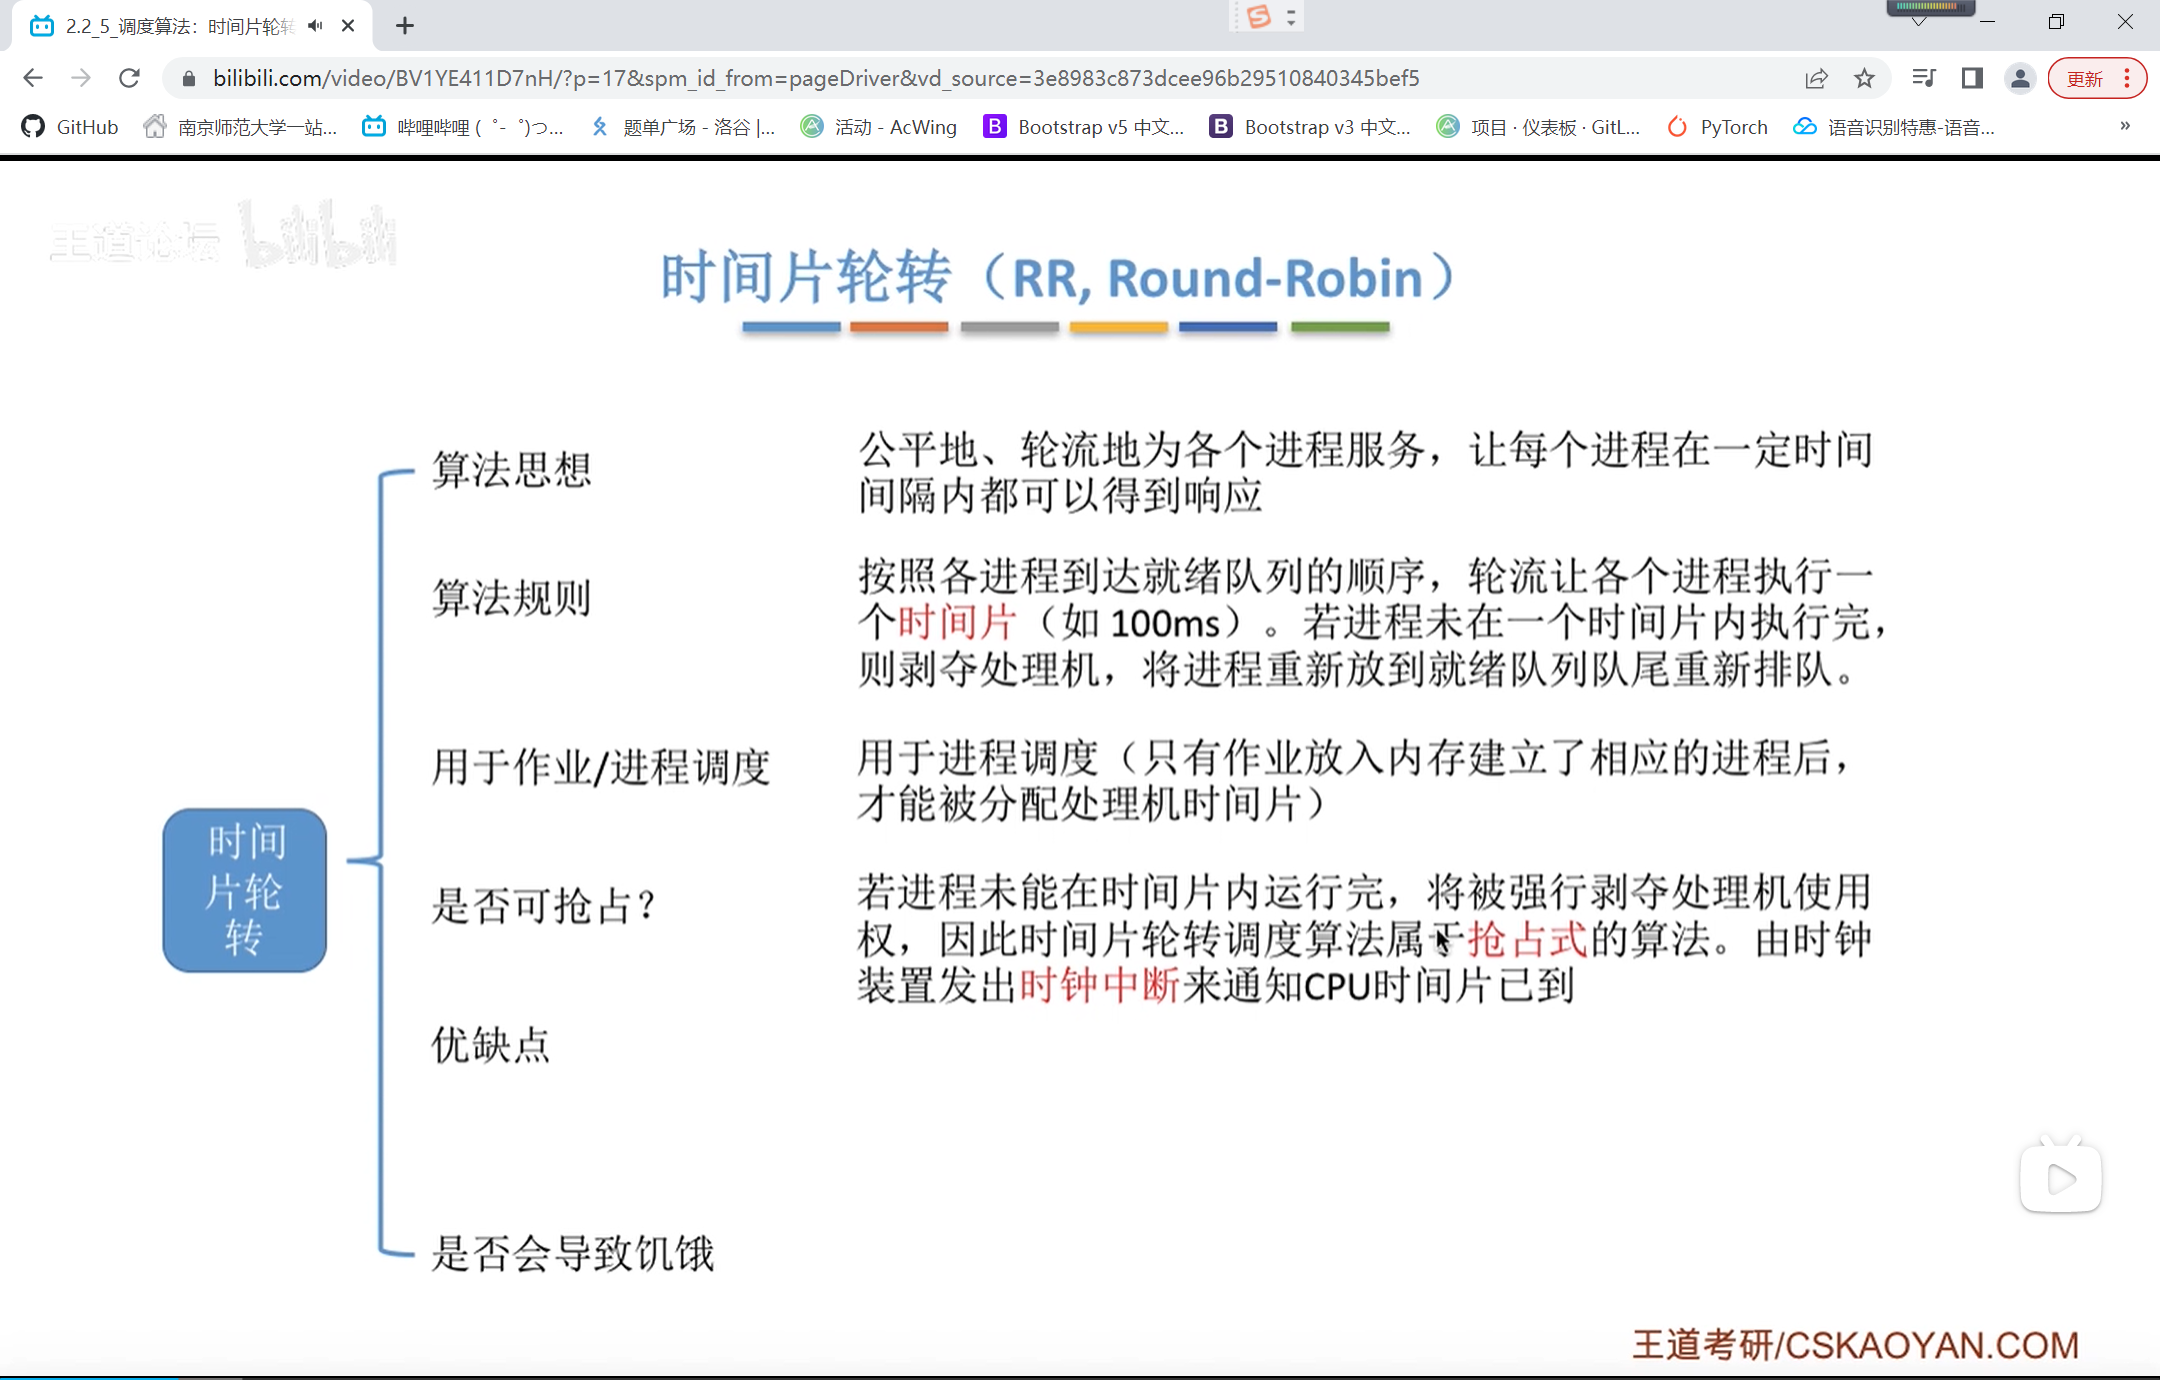 2.2_5_调度算法：时间片轮转
bilibili.com/video/BV1YE411D7nH/?p=17&spm_id_from=pageDriver&vd_source=3e8983c873dcee96b29510840345bef5
更新
GitHub
南京师范大学一站...
哔哩哔哩 (゜-゜)つ...
题单广场 - 洛谷 |...
活动 - AcWing
Bootstrap v5 中文...
Bootstrap v3 中文...
项目 · 仪表板 · GitL...
PyTorch
语音识别特惠-语音...
»
王道论坛 bilibili
时间片轮转（RR, Round-Robin）
算法思想
公平地、轮流地为各个进程服务，让每个进程在一定时间
间隔内都可以得到响应
算法规则
按照各进程到达就绪队列的顺序，轮流让各个进程执行一
个时间片（如 100ms）。若进程未在一个时间片内执行完，
则剥夺处理机，将进程重新放到就绪队列队尾重新排队。
用于作业/进程调度
用于进程调度（只有作业放入内存建立了相应的进程后，
才能被分配处理机时间片）
时间
片轮
转
是否可抢占？
若进程未能在时间片内运行完，将被强行剥夺处理机使用
权，因此时间片轮转调度算法属于抢占式的算法。由时钟
装置发出时钟中断来通知CPU时间片已到
优缺点
是否会导致饥饿
王道考研/CSKAOYAN.COM